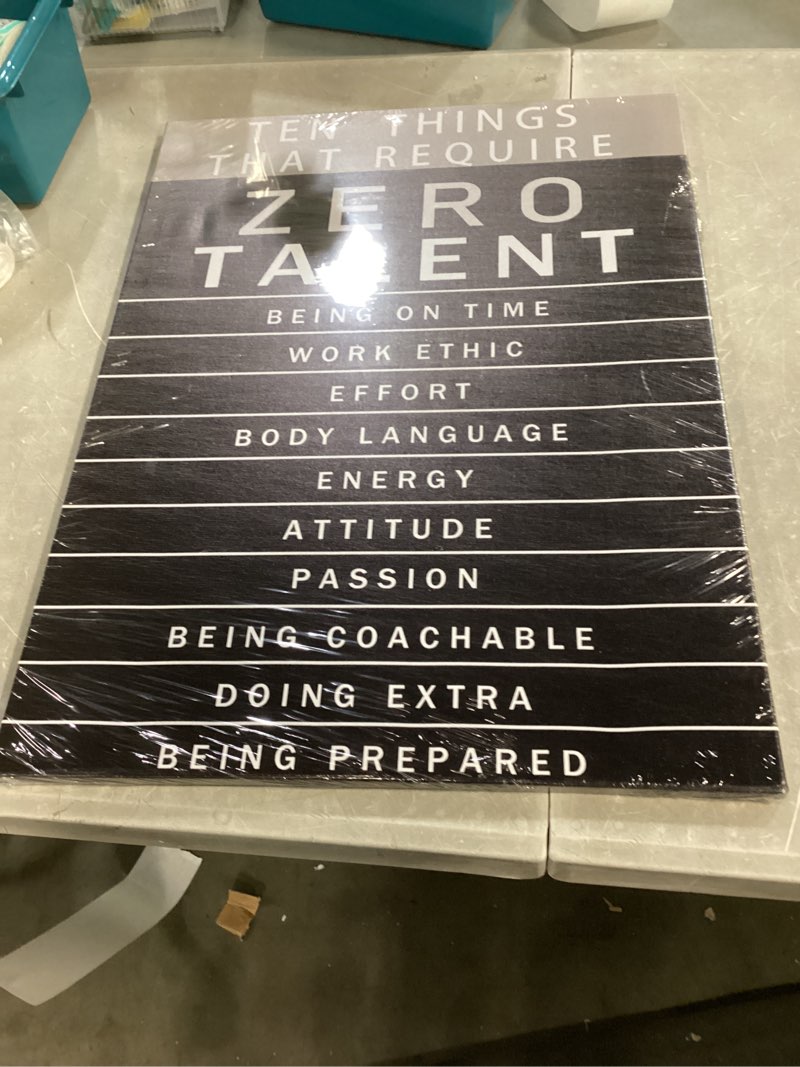 TEN THINGS
THAT REQUIRE
ZERO
TALENT
BEING ON TIME
WORK ETHIC
EFFORT
BODY LANGUAGE
ENERGY
ATTITUDE
PASSION
BEING COACHABLE
DOING EXTRA
BEING PREPARED